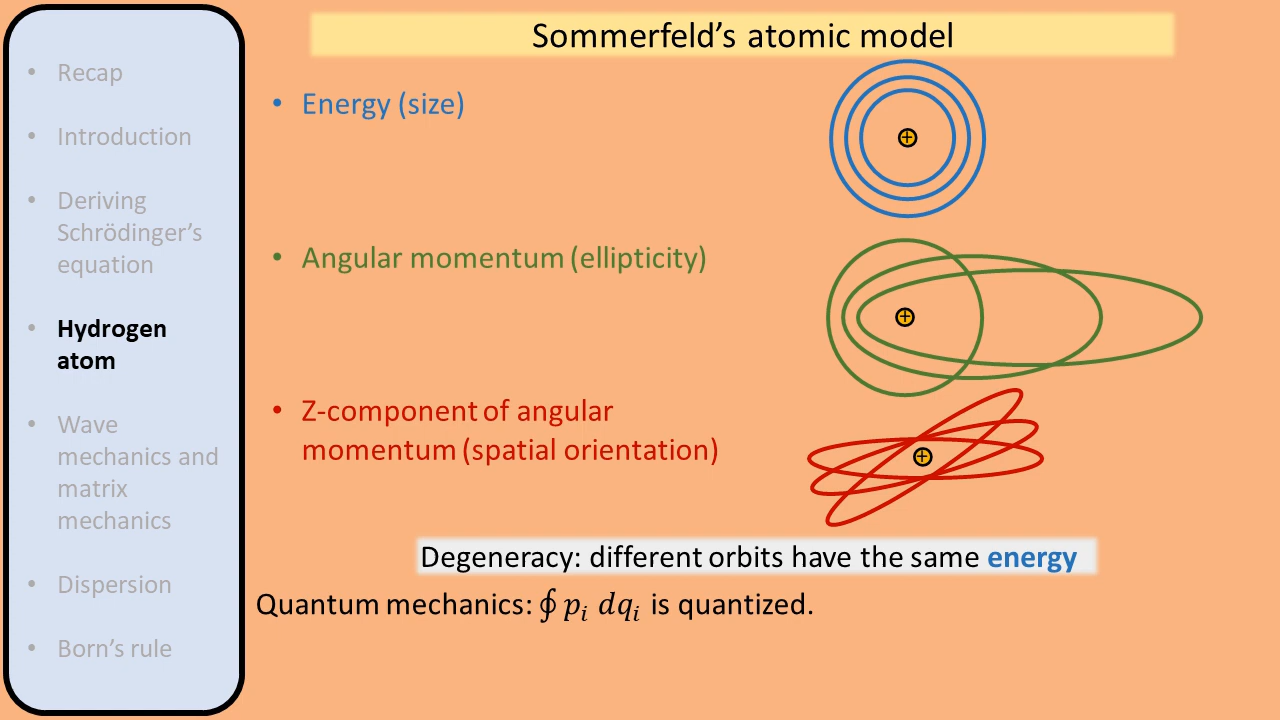 • Recap
• Introduction
• Deriving
Schrödinger’s
equation
• Hydrogen
atom
• Wave
mechanics and
matrix
mechanics
• Dispersion
• Born’s rule
Sommerfeld’s atomic model
• Energy (size)
+
• Angular momentum (ellipticity)
+
• Z-component of angular
momentum (spatial orientation)
+
Degeneracy: different orbits have the same energy
Quantum mechanics: ∮ pᵢ dqᵢ is quantized.